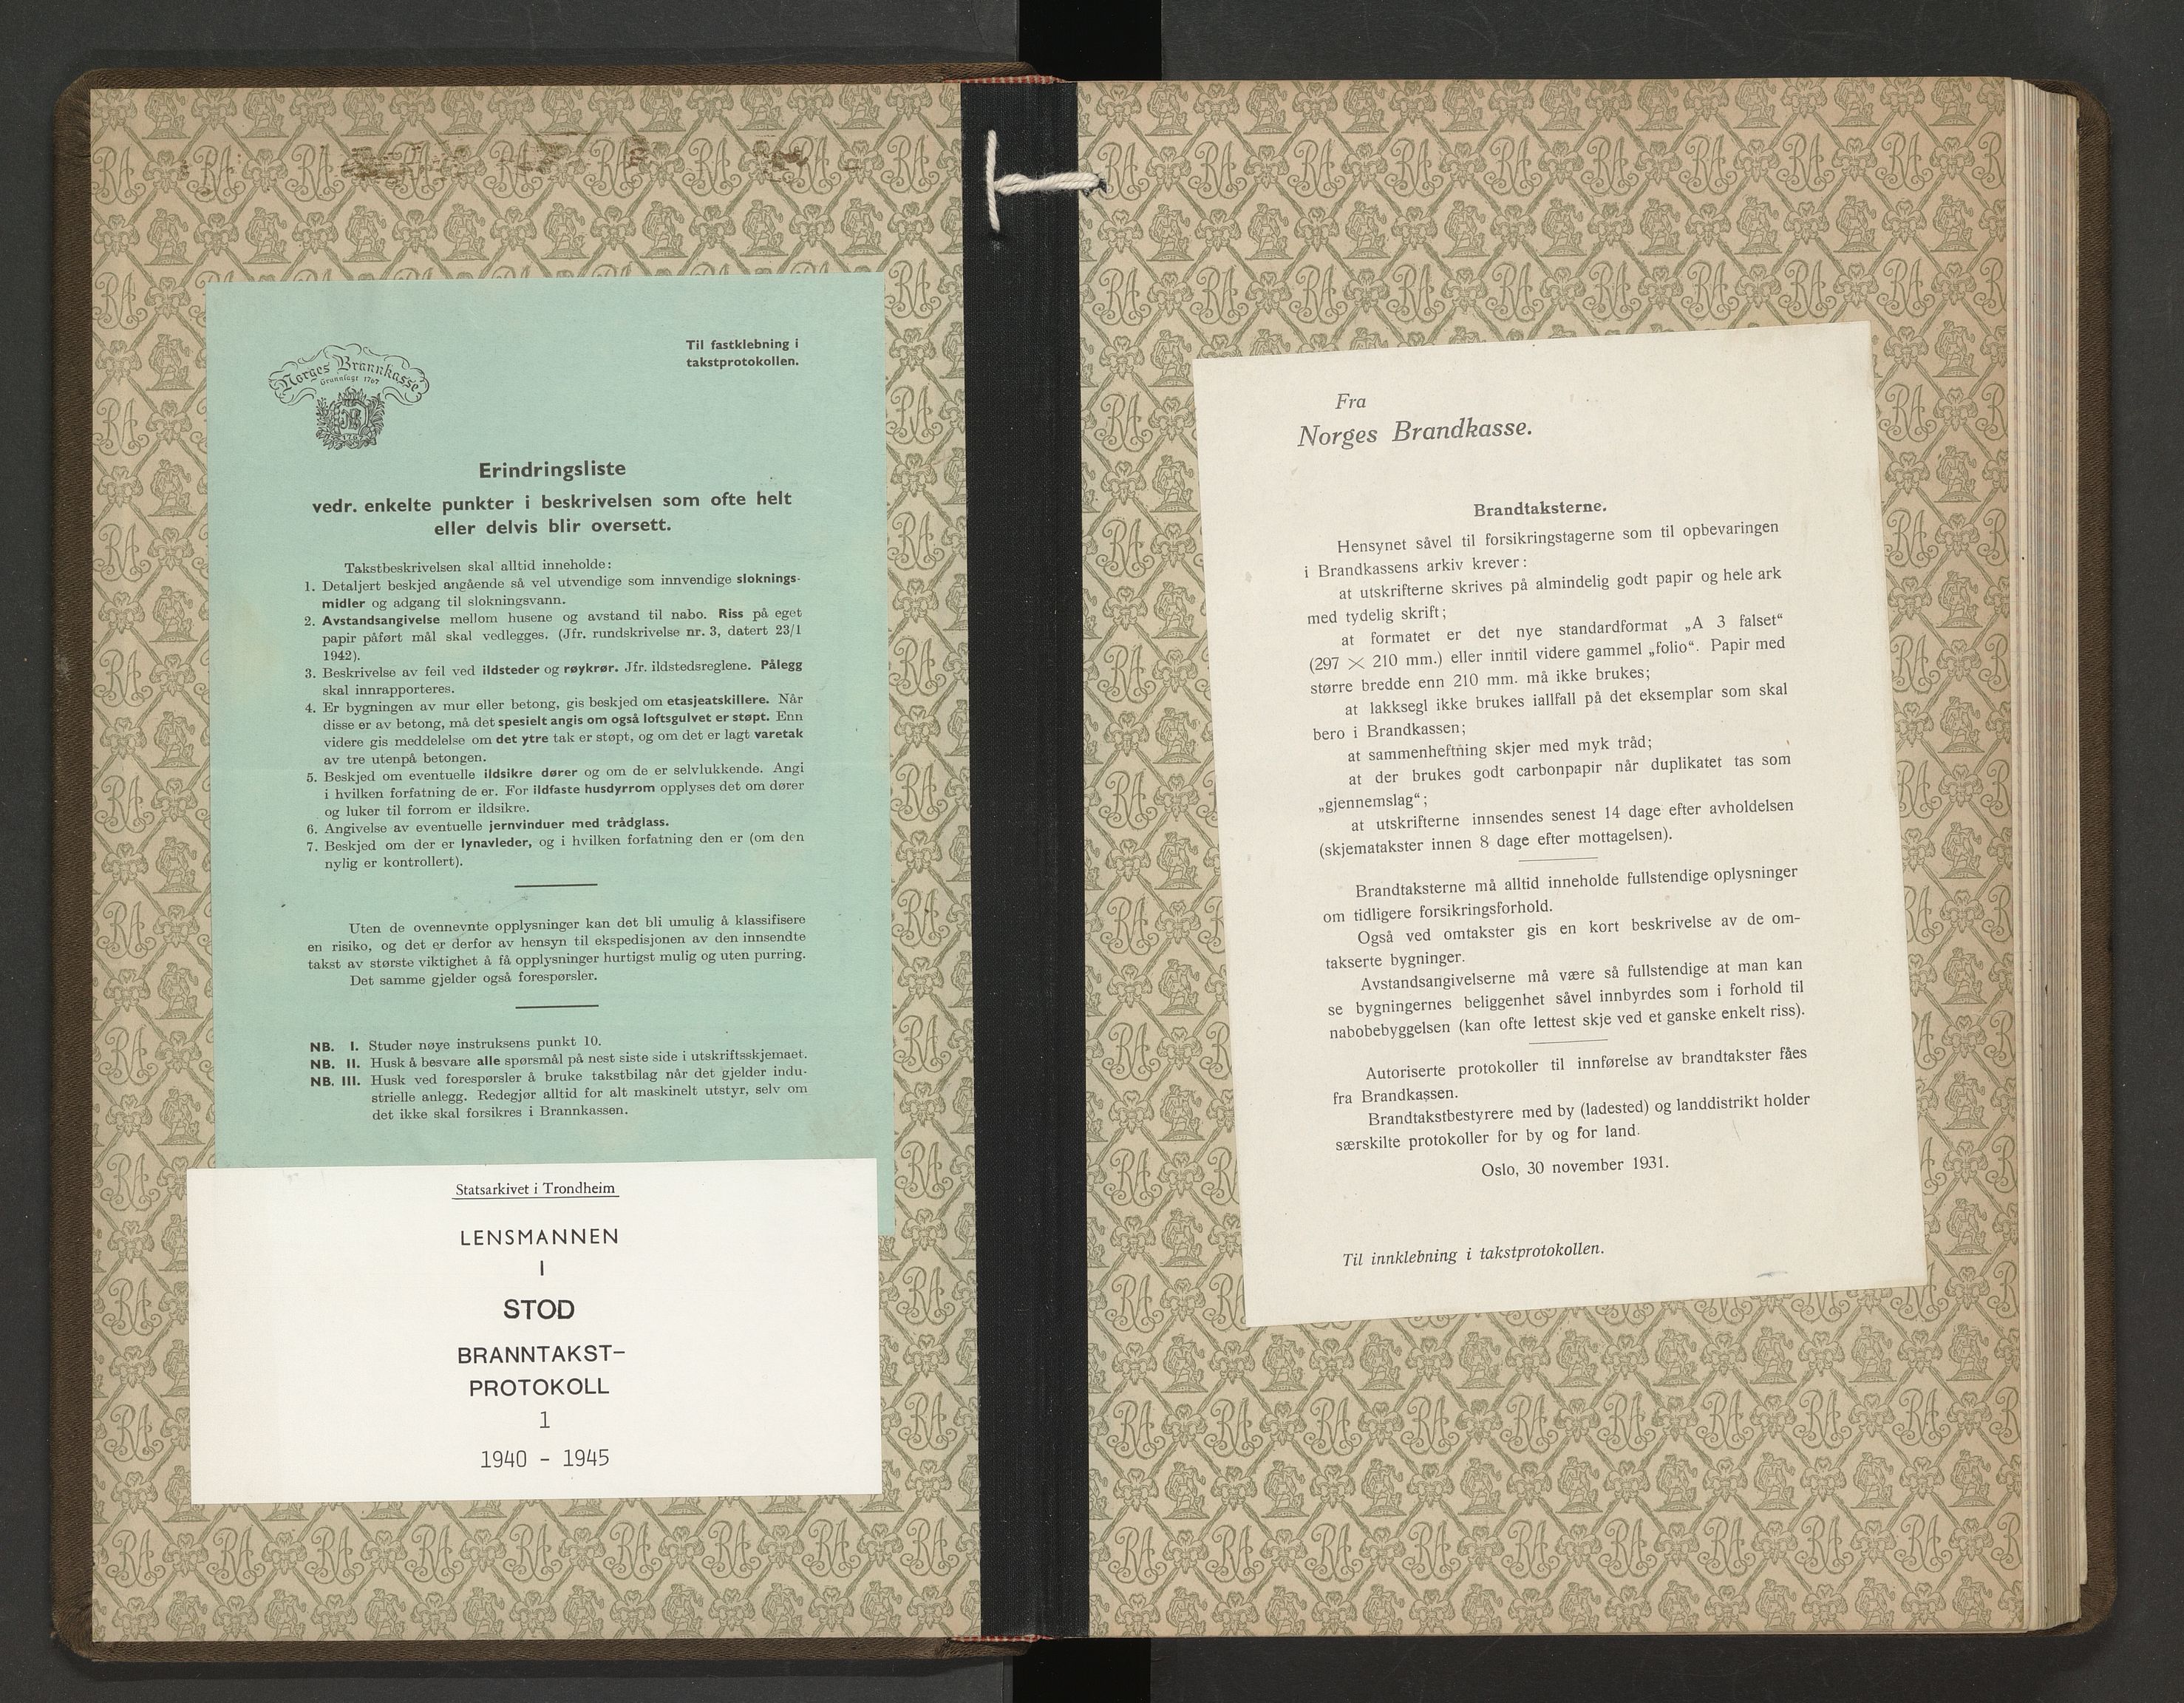 Norges Brannkasse
Grunnlagt 1767
Til fastklebning i
takstprotokollen.
Erindringsliste
vedr. enkelte punkter i beskrivelsen som ofte helt
eller delvis blir oversett.
Takstbeskrivelsen skal alltid inneholde:
1. Detaljert beskjed angående så vel utvendige som innvendige sloknings-
midler og adgang til slokningsvann.
2. Avstandsangivelse mellom husene og avstand til nabo. Riss på eget
papir påført mål skal vedlegges. (Jfr. rundskrivelse nr. 3, datert 23/1
1942).
3. Beskrivelse av feil ved ildsteder og røykrør. Jfr. ildstedsreglene. Pålegg
skal innrapporteres.
4. Er bygningen av mur eller betong, gis beskjed om etasjeatskillere. Når
disse er av betong, må det spesielt angis om også loftsgulvet er støpt. Enn
videre gis meddelelse om det ytre tak er støpt, og om det er lagt varetak
av tre utenpå betongen.
5. Beskjed om eventuelle ildsikre dører og om de er selvlukkende. Angi
i hvilken forfatning de er. For ildfaste husdyrrom opplyses det om dører
og luker til forrom er ildsikre.
6. Angivelse av eventuelle jernvinduer med trådglass.
7. Beskjed om der er lynavleder, og i hvilken forfatning den er (om den
nylig er kontrollert).
Uten de ovennevnte opplysninger kan det bli umulig å klassifisere
en risiko, og det er derfor av hensyn til ekspedisjonen av den innsendte
takst av største viktighet å få opplysninger hurtigst mulig og uten purring.
Det samme gjelder også forespørsler.
NB. I. Studer nøye instruksens punkt 10.
NB. II. Husk å besvare alle spørsmål på nest siste side i utskriftsskjemaet.
NB. III. Husk ved forespørsler å bruke takstbilag når det gjelder indu-
strielle anlegg. Redegjør alltid for alt maskinelt utstyr, selv om
det ikke skal forsikres i Brannkassen.
Statsarkivet i Trondheim
LENSMANNEN
I
STOD
BRANNTAKST-
PROTOKOLL
1
1940 - 1945
Fra
Norges Brandkasse.
Brandtaksterne.
Hensynet såvel til forsikringstagerne som til opbevaringen
i Brandkassens arkiv krever:
at utskrifterne skrives på almindelig godt papir og hele ark
med tydelig skrift;
at formatet er det nye standardformat „A 3 falset“
(297 × 210 mm.) eller inntil videre gammel „folio“. Papir med
større bredde enn 210 mm. må ikke brukes;
at lakksegl ikke brukes iallfall på det eksemplar som skal
bero i Brandkassen;
at sammenheftning skjer med myk tråd;
at der brukes godt carbonpapir når duplikatet tas som
„gjennemslag“;
at utskrifterne innsendes senest 14 dage efter avholdelsen
(skjematakster innen 8 dage efter mottagelsen).
Brandtaksterne må alltid inneholde fullstendige oplysninger
om tidligere forsikringsforhold.
Også ved omtakster gis en kort beskrivelse av de om-
takserte bygninger.
Avstandsangivelserne må være så fullstendige at man kan
se bygningernes beliggenhet såvel innbyrdes som i forhold til
nabobebyggelsen (kan ofte lettest skje ved et ganske enkelt riss).
Autoriserte protokoller til innførelse av brandtakster fåes
fra Brandkassen.
Brandtakstbestyrere med by (ladested) og landdistrikt holder
særskilte protokoller for by og for land.
Oslo, 30 november 1931.
Til innklebning i takstprotokollen.